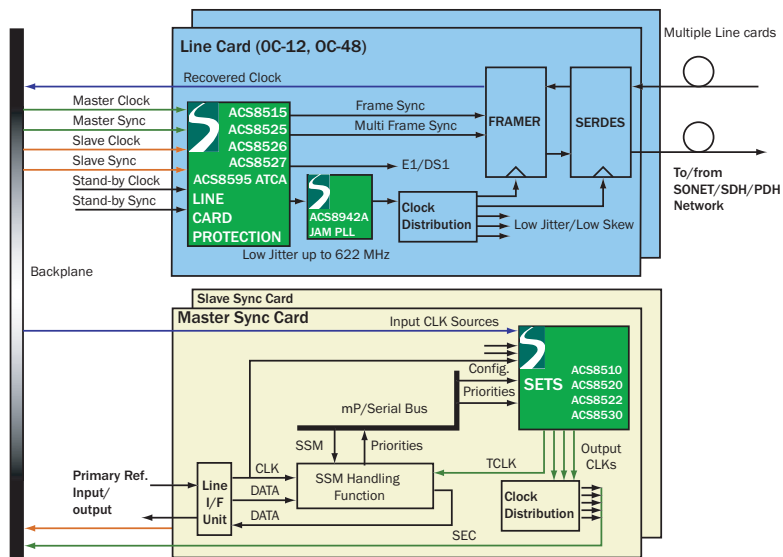 Multiple Line cards
Line Card (OC-12, OC-48)
Recovered Clock
Master Clock
Master Sync
Slave Clock
Slave Sync
Stand-by Clock
Stand-by Sync
ACS8515
ACS8525
ACS8526
ACS8527
ACS8595 ATCA
LINE
CARD
PROTECTION
Frame Sync
Multi Frame Sync
E1/DS1
FRAMER
SERDES
ACS8942A
JAM PLL
Clock
Distribution
Low Jitter/Low Skew
Low Jitter up to 622 MHz
To/from
SONET/SDH/PDH
Network
Backplane
Slave Sync Card
Master Sync Card
Input CLK Sources
Config.
Priorities
SETS
ACS8510
ACS8520
ACS8522
ACS8530
mP/Serial Bus
SSM
Priorities
TCLK
Output
CLKs
Primary Ref.
Input/
output
Line
I/F
Unit
CLK
DATA
DATA
SSM Handling
Function
Clock
Distribution
SEC